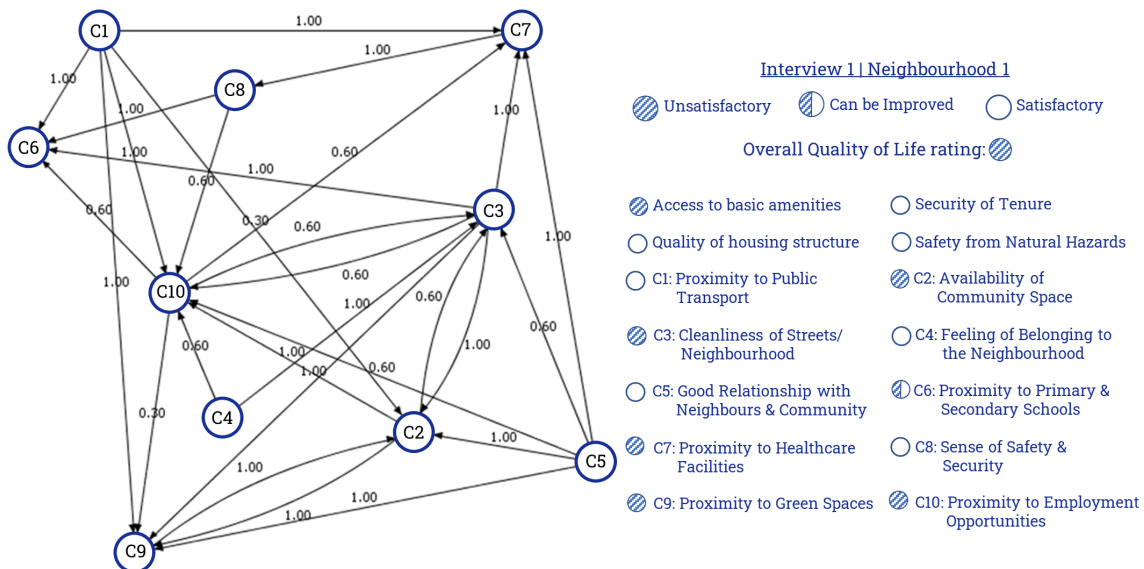 C1
1.00
C7
1.00
C8
1.00
1.00
1.00
C6
1.00
1.00
0.60
0.60
0.60
0.30
0.60
C3
1.00
1.00
0.60
C10
1.00
0.60
1.00
0.60
0.60
1.00
1.00
1.00
0.60
0.30
C4
C2
1.00
C5
1.00
1.00
1.00
C9
Interview 1 | Neighbourhood 1
Unsatisfactory
Can be Improved
Satisfactory
Overall Quality of Life rating:
Access to basic amenities
Security of Tenure
Quality of housing structure
Safety from Natural Hazards
C1: Proximity to Public
Transport
C2: Availability of
Community Space
C3: Cleanliness of Streets/
Neighbourhood
C4: Feeling of Belonging to
the Neighbourhood
C5: Good Relationship with
Neighbours & Community
C6: Proximity to Primary &
Secondary Schools
C7: Proximity to Healthcare
Facilities
C8: Sense of Safety &
Security
C9: Proximity to Green Spaces
C10: Proximity to Employment
Opportunities